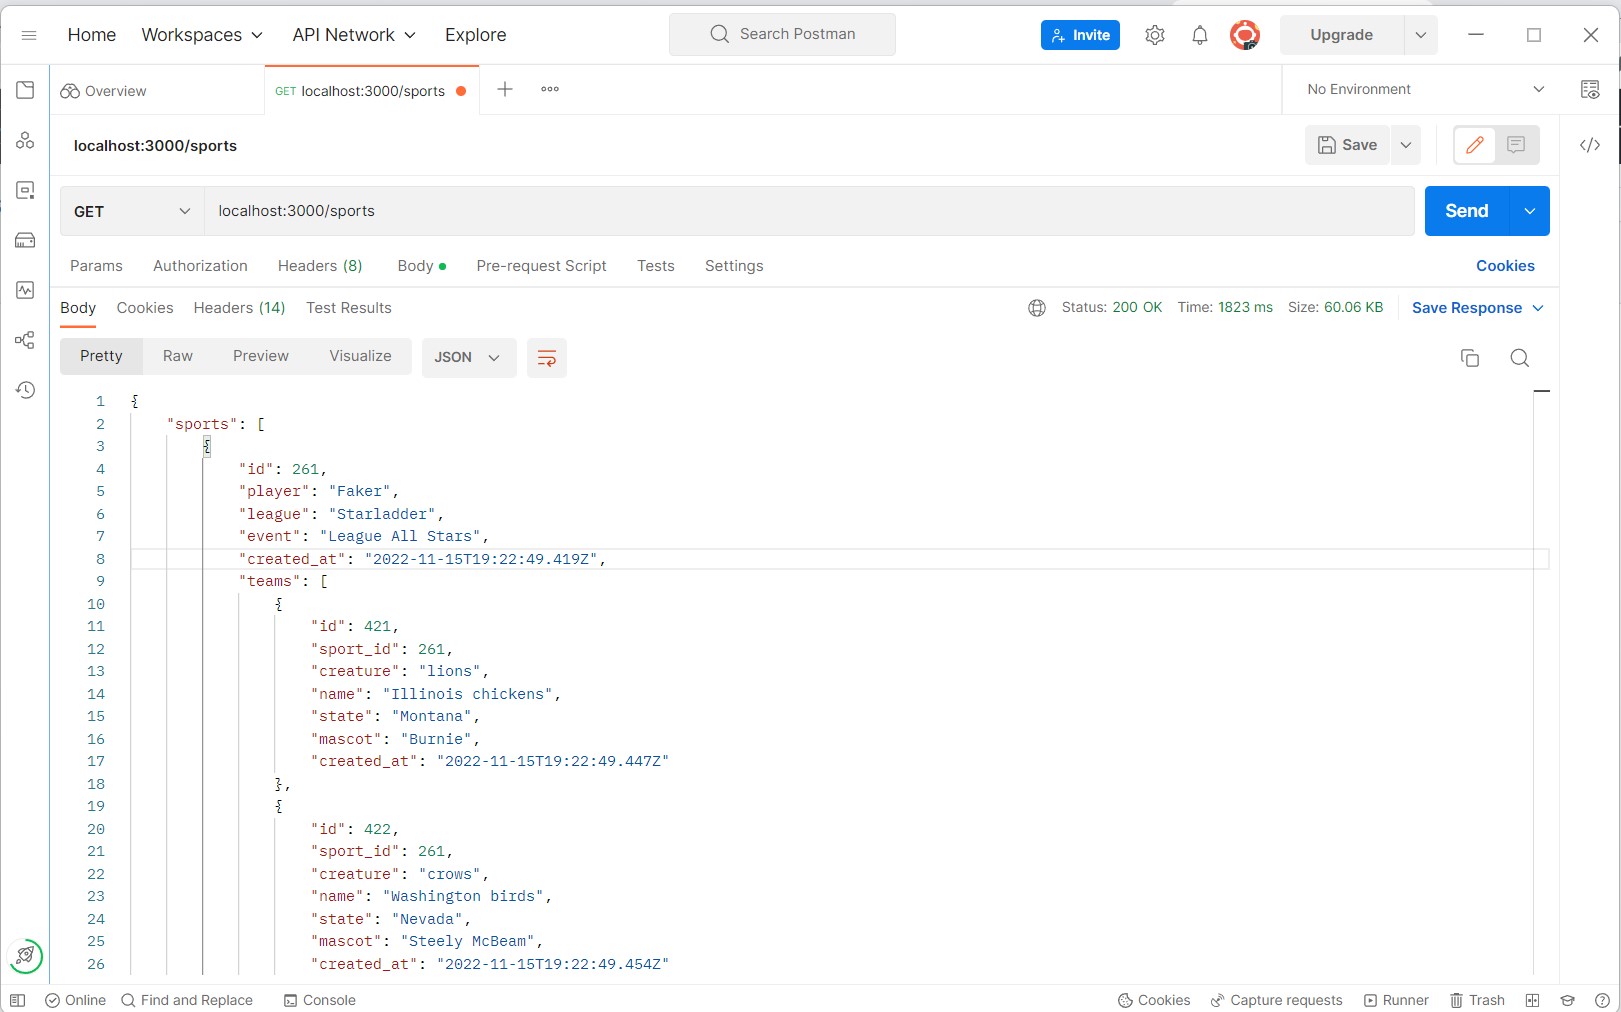 Home Workspaces API Network Explore Search Postman Invite Upgrade
Overview GET localhost:3000/sports No Environment
localhost:3000/sports Save
GET localhost:3000/sports Send
Params Authorization Headers (8) Body Pre-request Script Tests Settings Cookies
Body Cookies Headers (14) Test Results Status: 200 OK Time: 1823 ms Size: 60.06 KB Save Response
Pretty Raw Preview Visualize JSON
1 {
2 "sports": [
3 {
4 "id": 261,
5 "player": "Faker",
6 "league": "Starladder",
7 "event": "League All Stars",
8 "created_at": "2022-11-15T19:22:49.419Z",
9 "teams": [
10 {
11 "id": 421,
12 "sport_id": 261,
13 "creature": "lions",
14 "name": "Illinois chickens",
15 "state": "Montana",
16 "mascot": "Burnie",
17 "created_at": "2022-11-15T19:22:49.447Z"
18 },
19 {
20 "id": 422,
21 "sport_id": 261,
22 "creature": "crows",
23 "name": "Washington birds",
24 "state": "Nevada",
25 "mascot": "Steely McBeam",
26 "created_at": "2022-11-15T19:22:49.454Z"
Online Find and Replace Console Cookies Capture requests Runner Trash